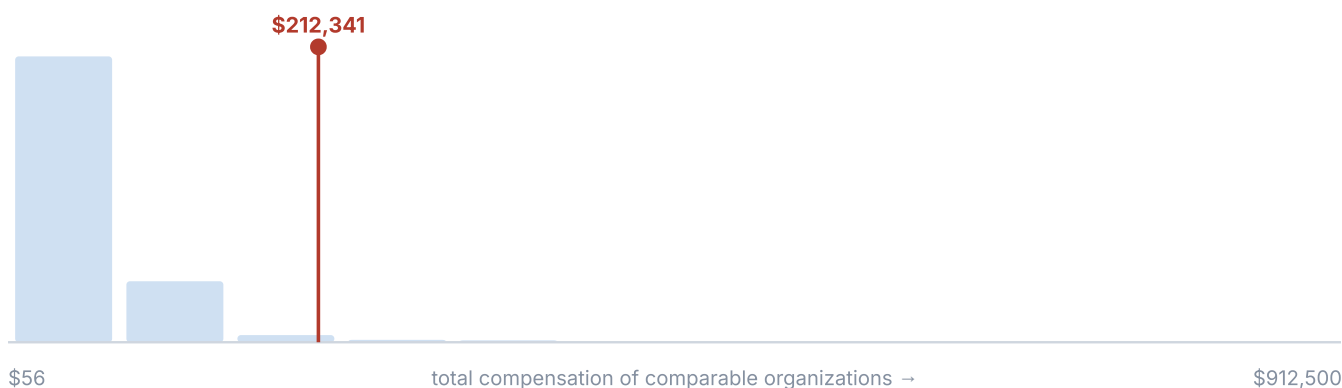 $212,341
$56 total compensation of comparable organizations → $912,500